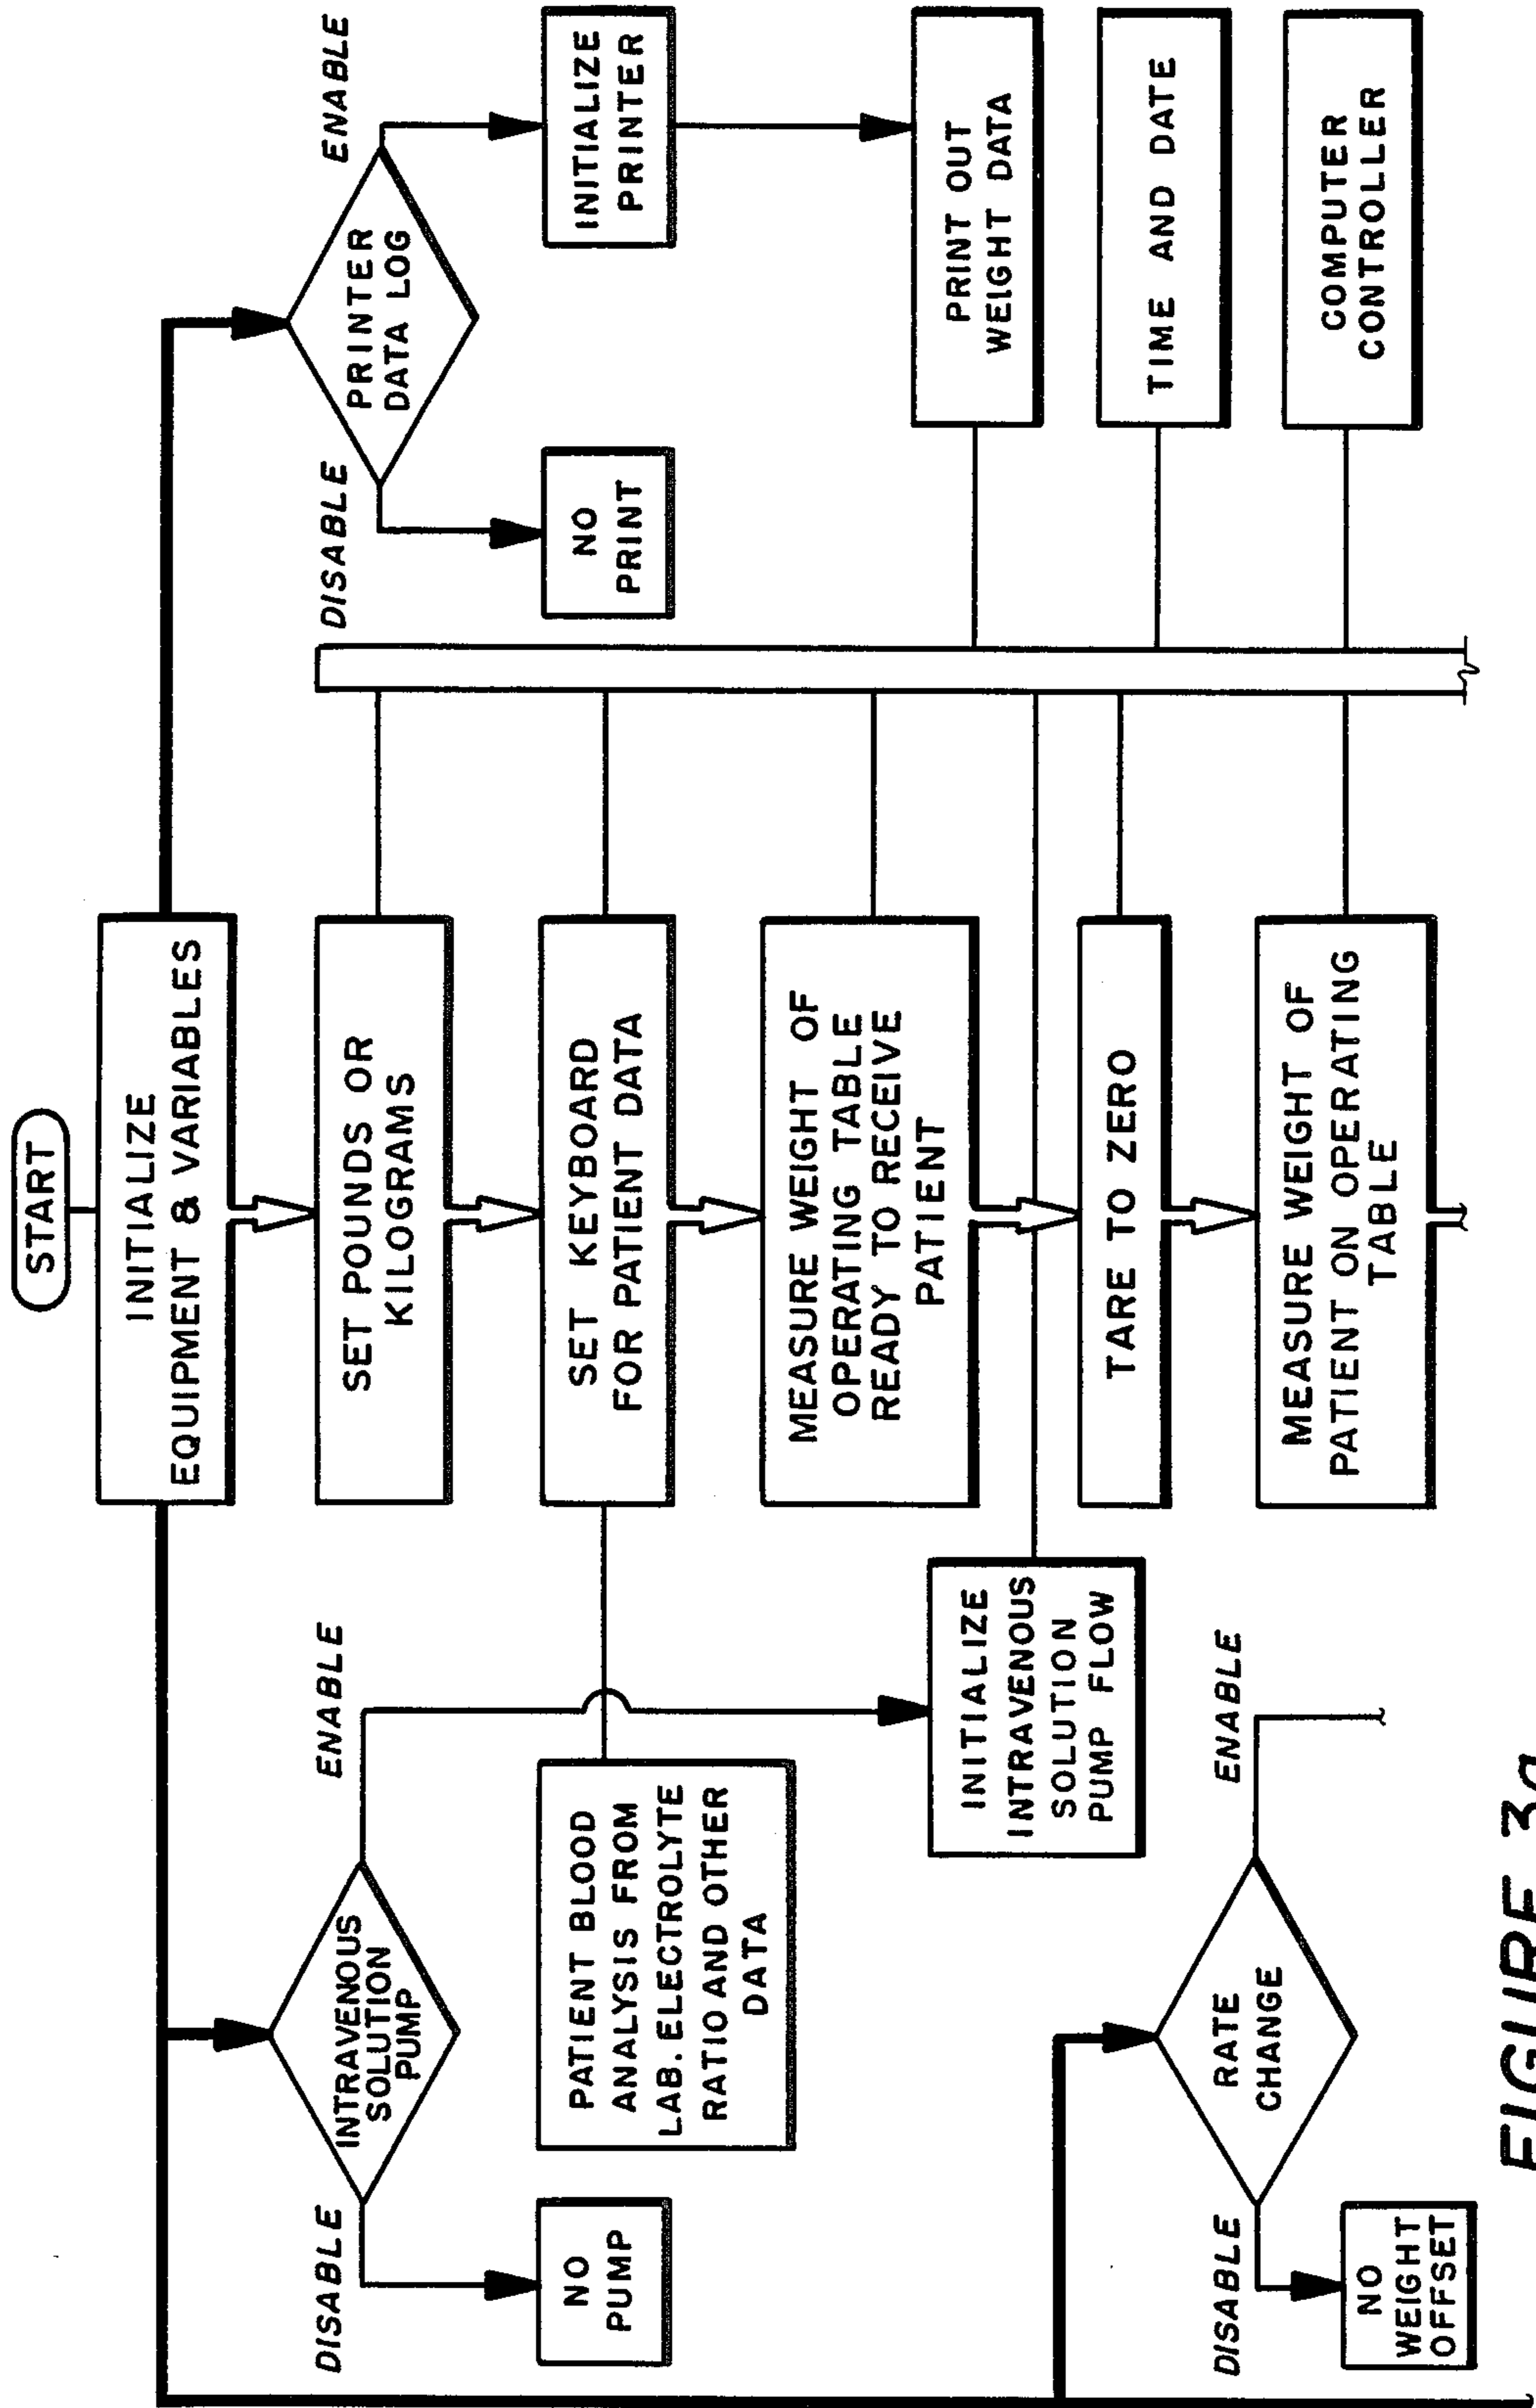 START
INITIALIZE
EQUIPMENT & VARIABLES
SET POUNDS OR
KILOGRAMS
SET KEYBOARD
FOR PATIENT DATA
MEASURE WEIGHT OF
OPERATING TABLE
READY TO RECEIVE
PATIENT
TARE TO ZERO
MEASURE WEIGHT OF
PATIENT ON OPERATING
TABLE
DISABLE
INTRAVENOUS
SOLUTION
PUMP
ENABLE
NO
PUMP
PATIENT BLOOD
ANALYSIS FROM
LAB. ELECTROLYTE
RATIO AND OTHER
DATA
INITIALIZE
INTRAVENOUS
SOLUTION
PUMP FLOW
DISABLE
RATE
CHANGE
ENABLE
NO
WEIGHT
OFFSET
DISABLE
PRINTER
DATA LOG
ENABLE
NO
PRINT
INITIALIZE
PRINTER
PRINT OUT
WEIGHT DATA
TIME AND DATE
COMPUTER
CONTROLLER
FIGURE 3a